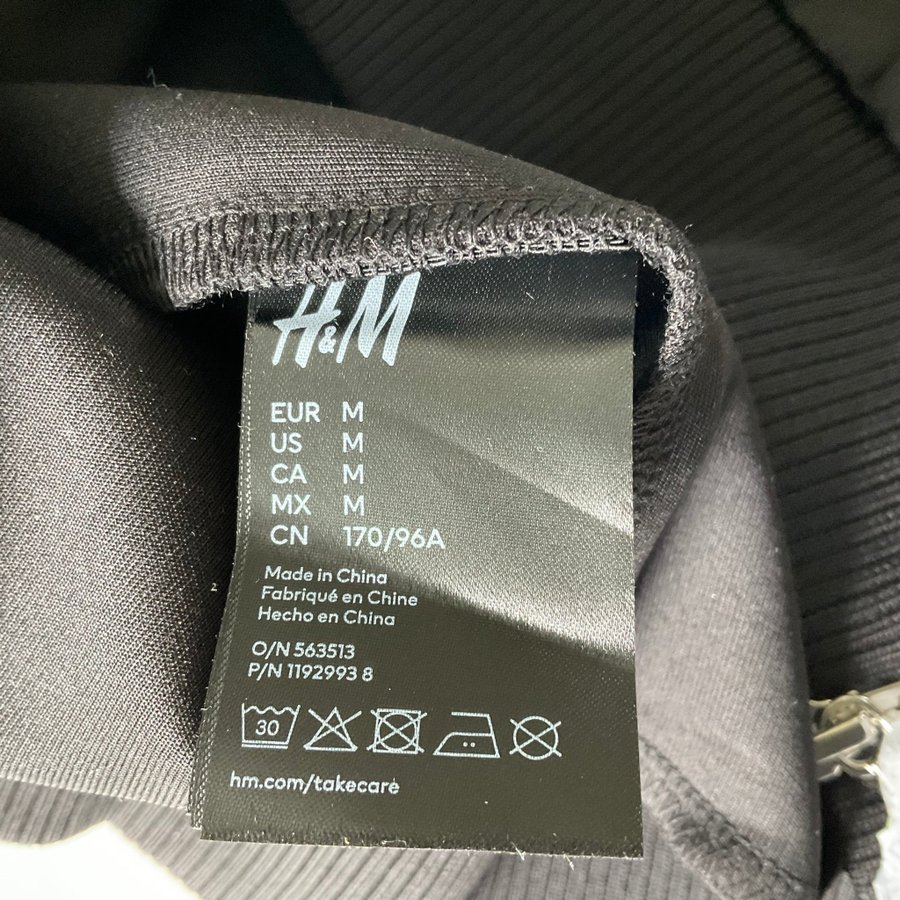 H&M
EUR M
US M
CA M
MX M
CN 170/96A
Made in China
Fabriqué en Chine
Hecho en China
O/N 563513
P/N 1192993 8
30
hm.com/takecare